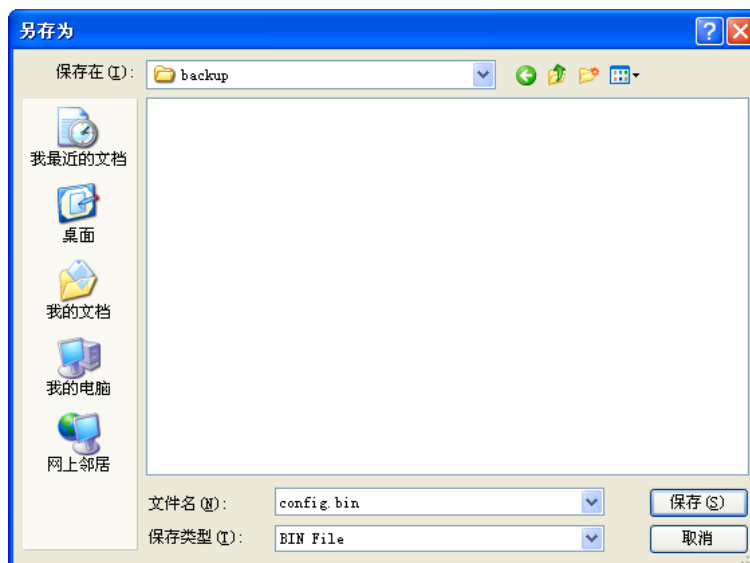 另存为
保存在(I):
backup
我最近的文档
桌面
我的文档
我的电脑
网上邻居
文件名(N):
config.bin
保存(S)
保存类型(T):
BIN File
取消